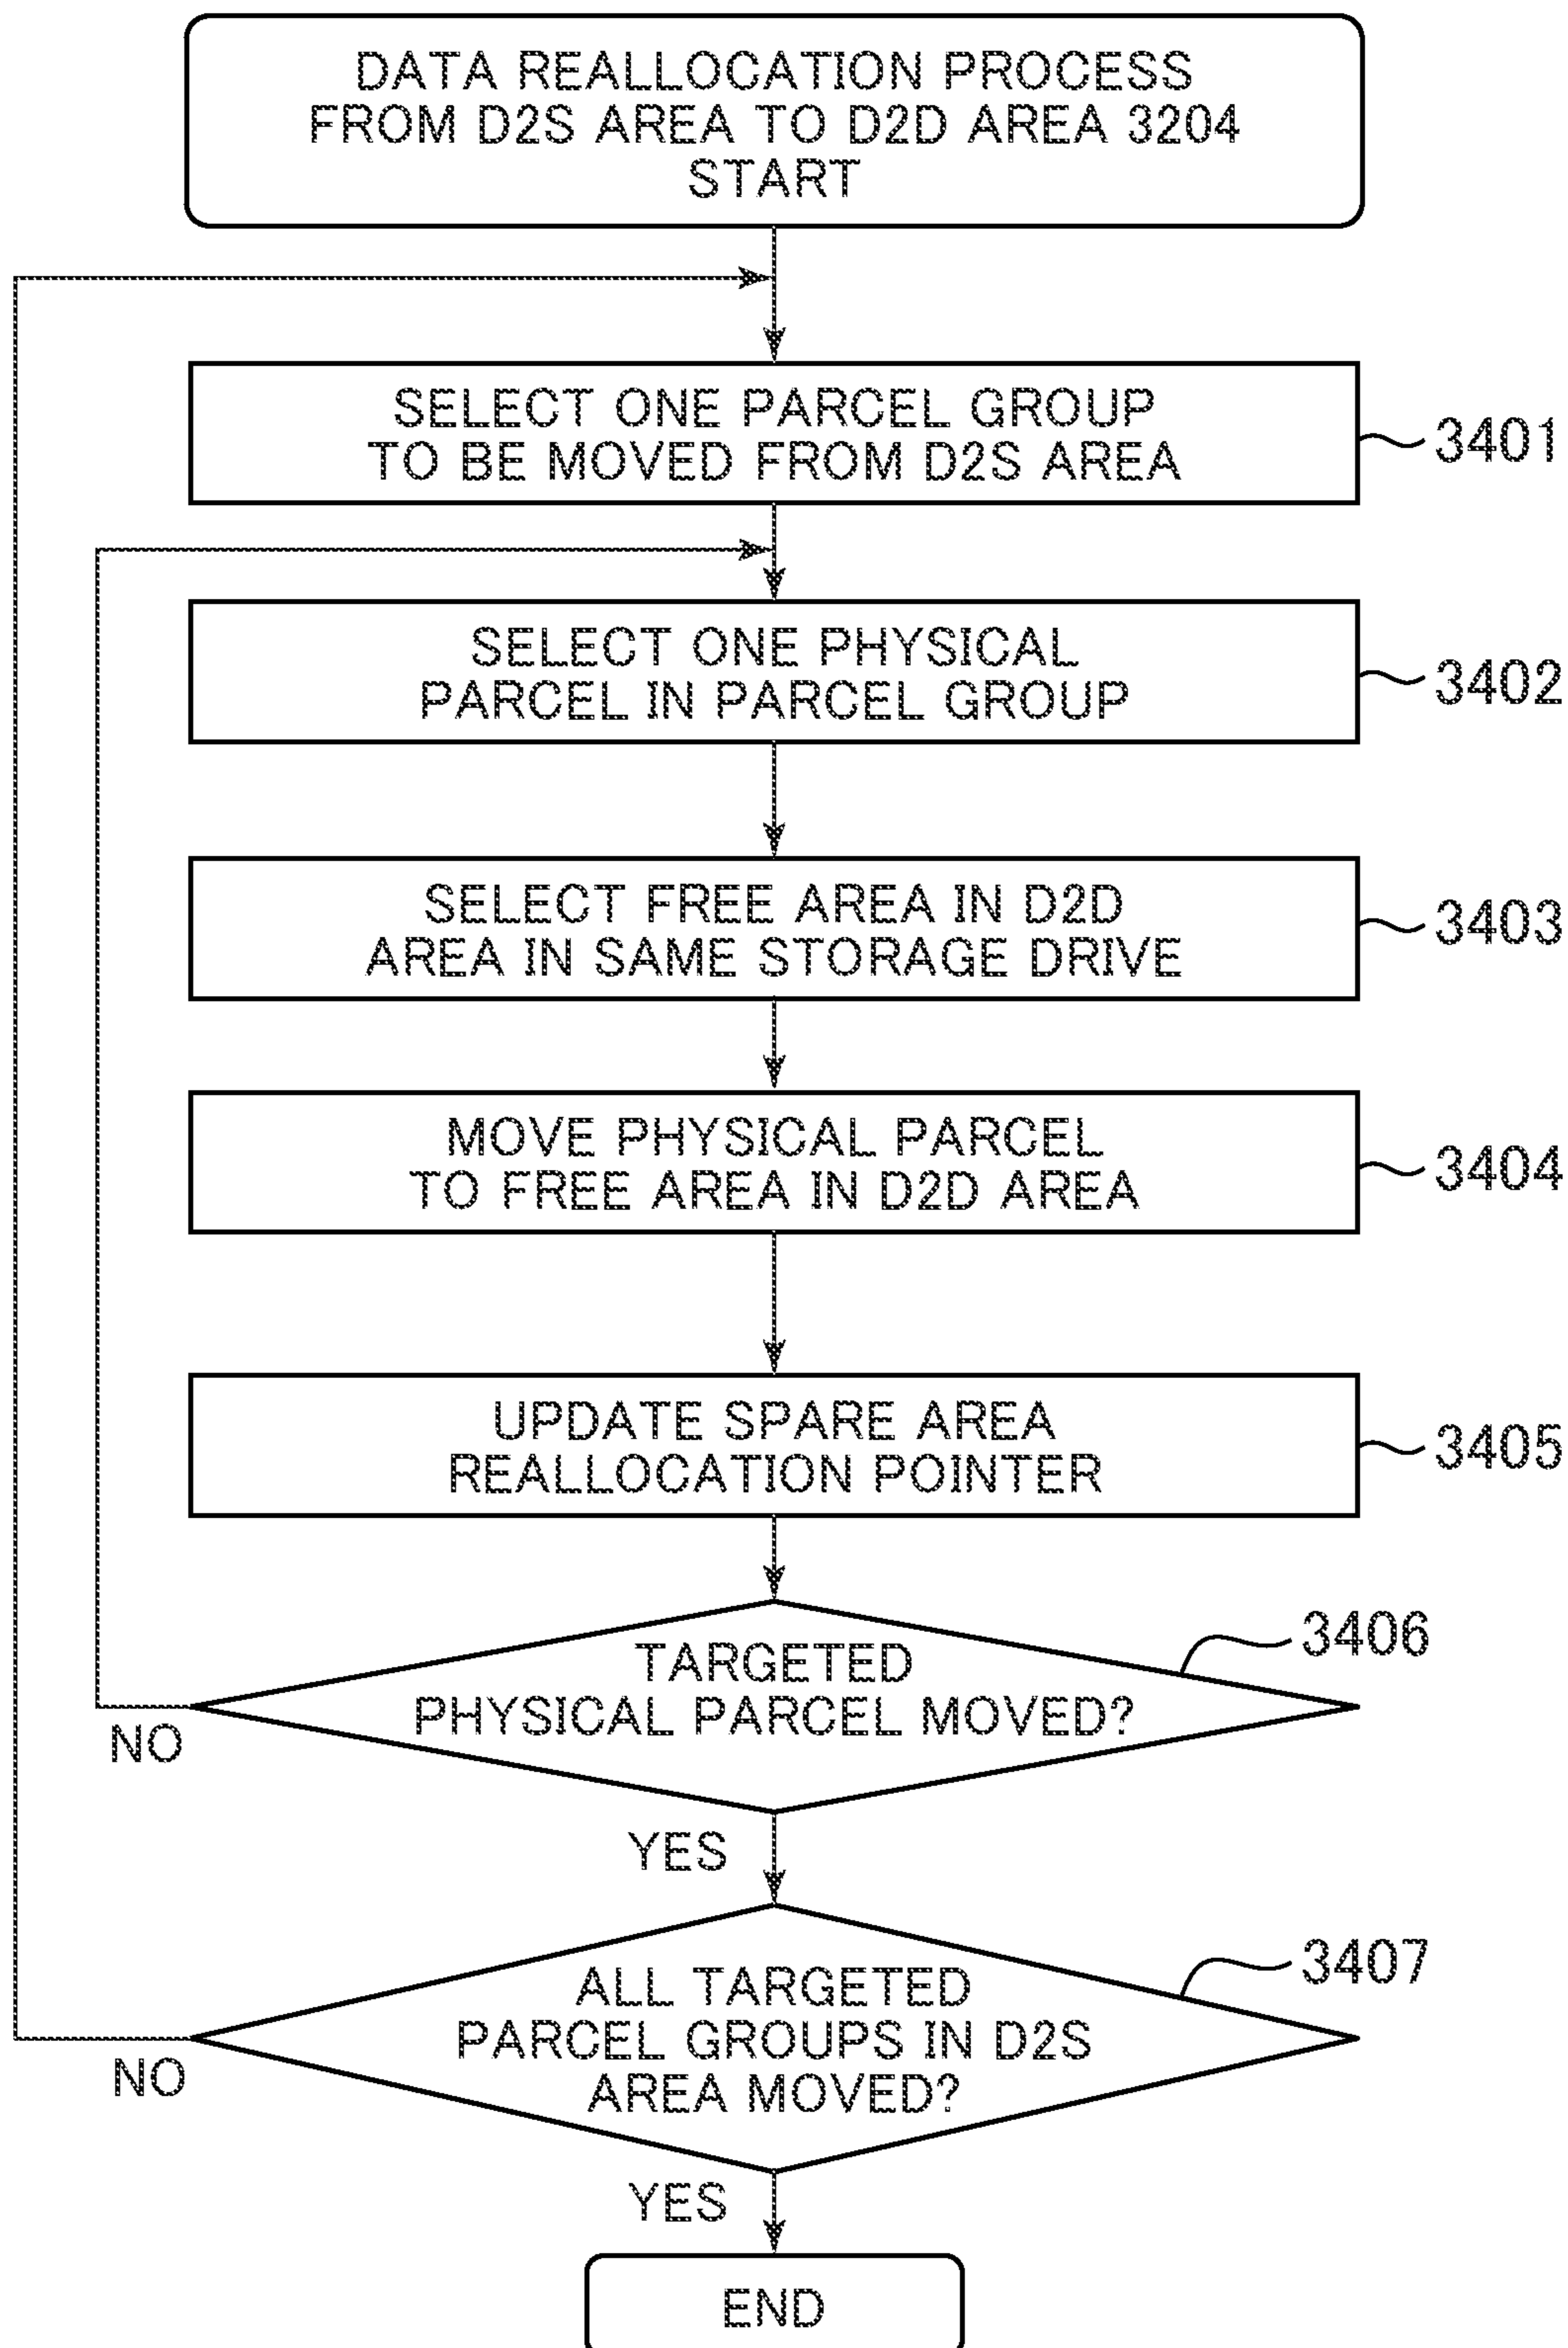 DATA REALLOCATION PROCESS
FROM D2S AREA TO D2D AREA 3204
START
SELECT ONE PARCEL GROUP
TO BE MOVED FROM D2S AREA
3401
SELECT ONE PHYSICAL
PARCEL IN PARCEL GROUP
3402
SELECT FREE AREA IN D2D
AREA IN SAME STORAGE DRIVE
3403
MOVE PHYSICAL PARCEL
TO FREE AREA IN D2D AREA
3404
UPDATE SPARE AREA
REALLOCATION POINTER
3405
TARGETED
PHYSICAL PARCEL MOVED?
3406
NO
YES
ALL TARGETED
PARCEL GROUPS IN D2S
AREA MOVED?
3407
NO
YES
END